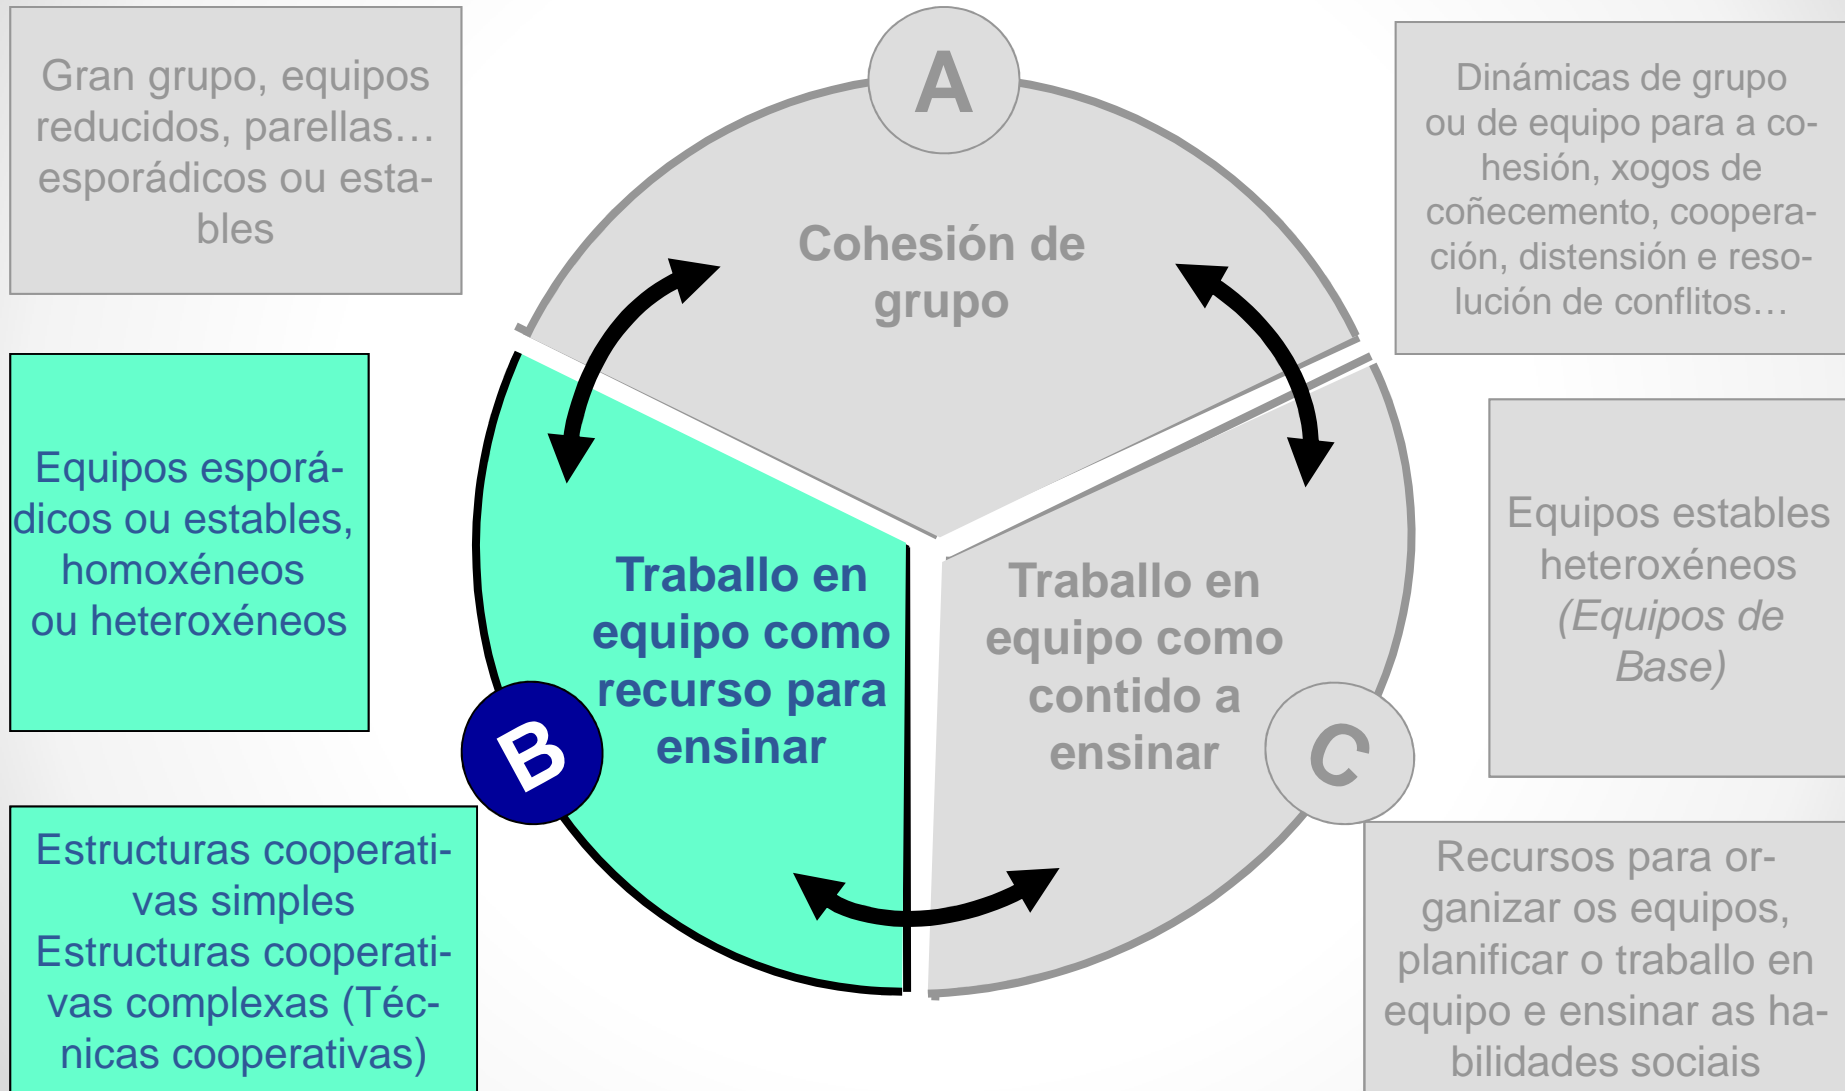 Gran grupo, equipos
reducidos, parellas…
esporádicos ou esta-
bles
A
Cohesión de
grupo
Dinámicas de grupo
ou de equipo para a co-
hesión, xogos de
coñecemento, coopera-
ción, distensión e reso-
lución de conflitos…
Equipos esporá-
dicos ou estables,
homoxéneos
ou heteroxéneos
Traballo en
equipo como
recurso para
ensinar
B
Traballo en
equipo como
contido a
ensinar
C
Equipos estables
heteroxéneos
(Equipos de
Base)
Estructuras cooperati-
vas simples
Estructuras cooperati-
vas complexas (Téc-
nicas cooperativas)
Recursos para or-
ganizar os equipos,
planificar o traballo en
equipo e ensinar as ha-
bilidades sociais